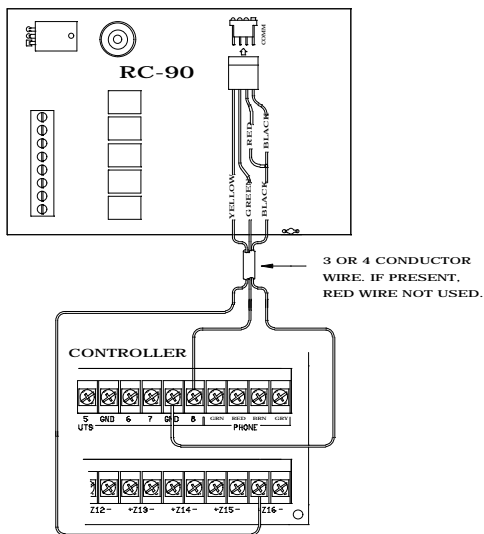 COMM
RC-90
RED
BLACK
YELLOW
GREEN
BLACK
3 OR 4 CONDUCTOR
WIRE. IF PRESENT,
RED WIRE NOT USED.
CONTROLLER
5 GND 6 7 GND 8 GRN RED BRN GRY
UTS PHONE
Z12- +Z13- +Z14- +Z15- +Z16-